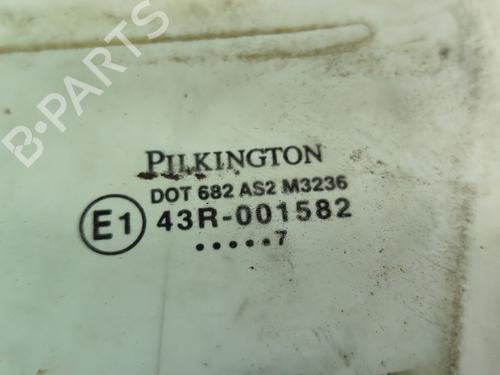 B-PARTS
PILKINGTON
DOT 682 AS2 M3236
E1 43R-001582
.....7